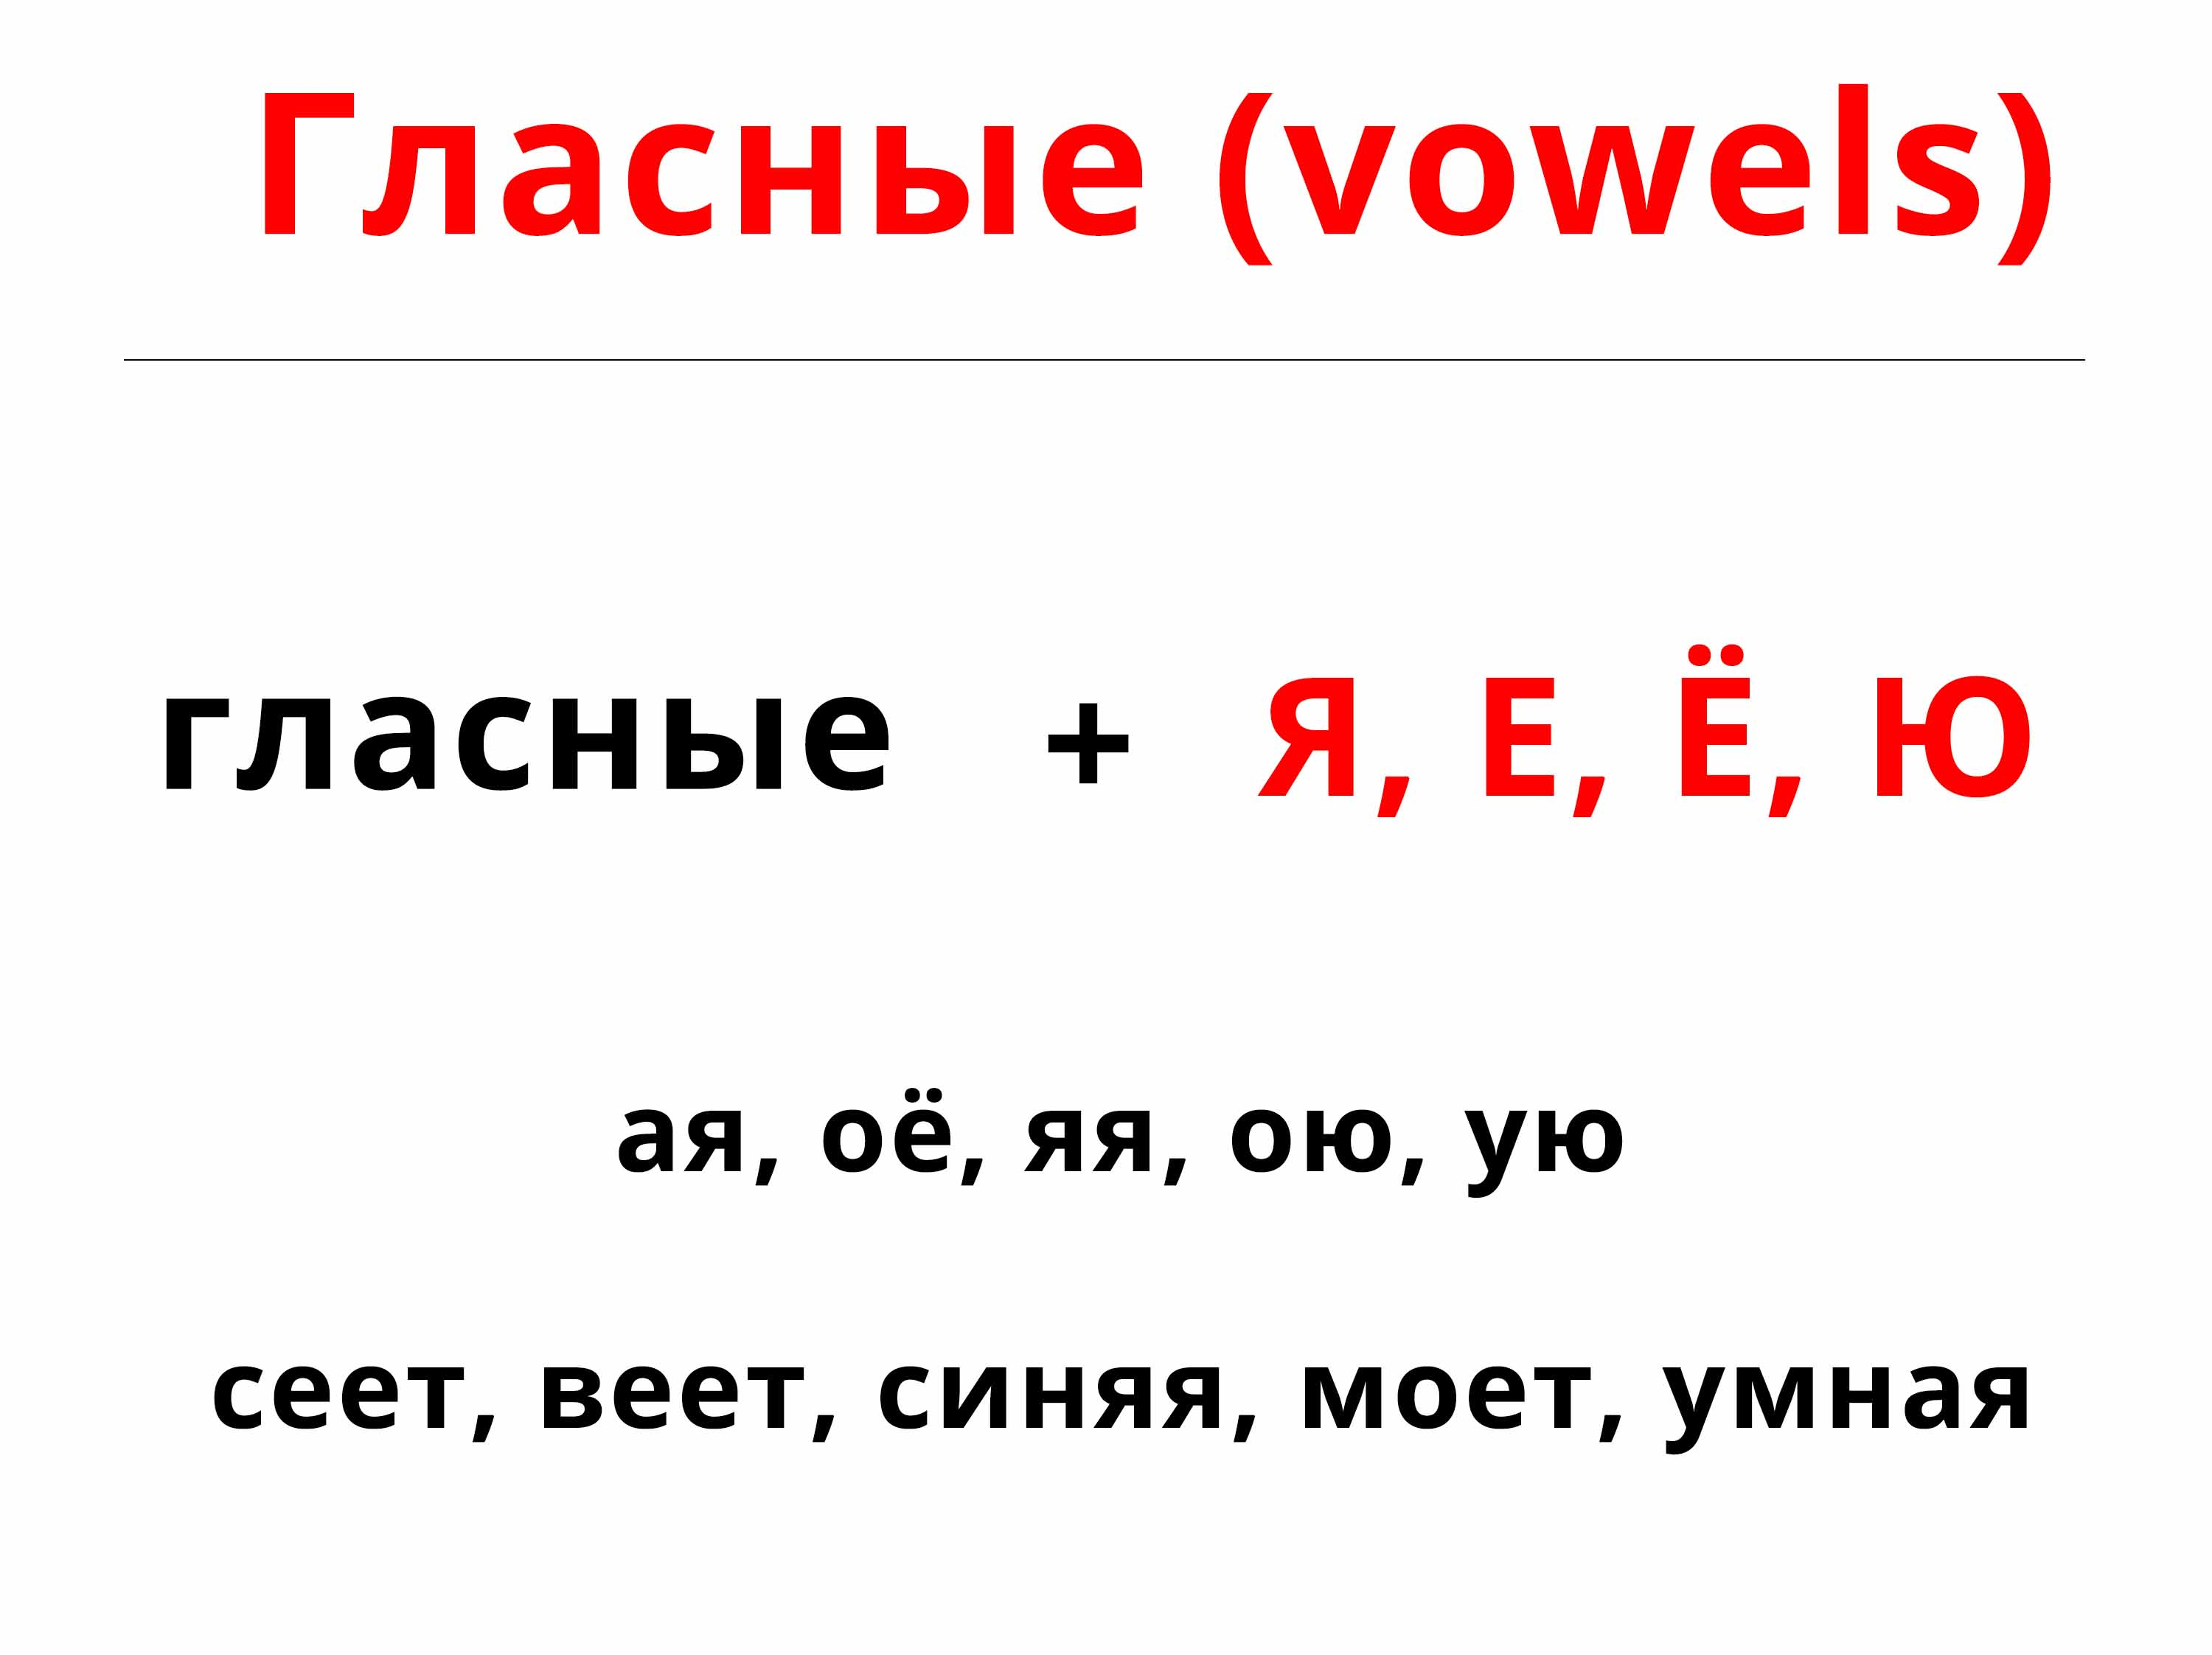 Гласные (vowels)
гласные + Я, Е, Ё, Ю
ая, оё, яя, ою, ую
сеет, веет, синяя, моет, умная